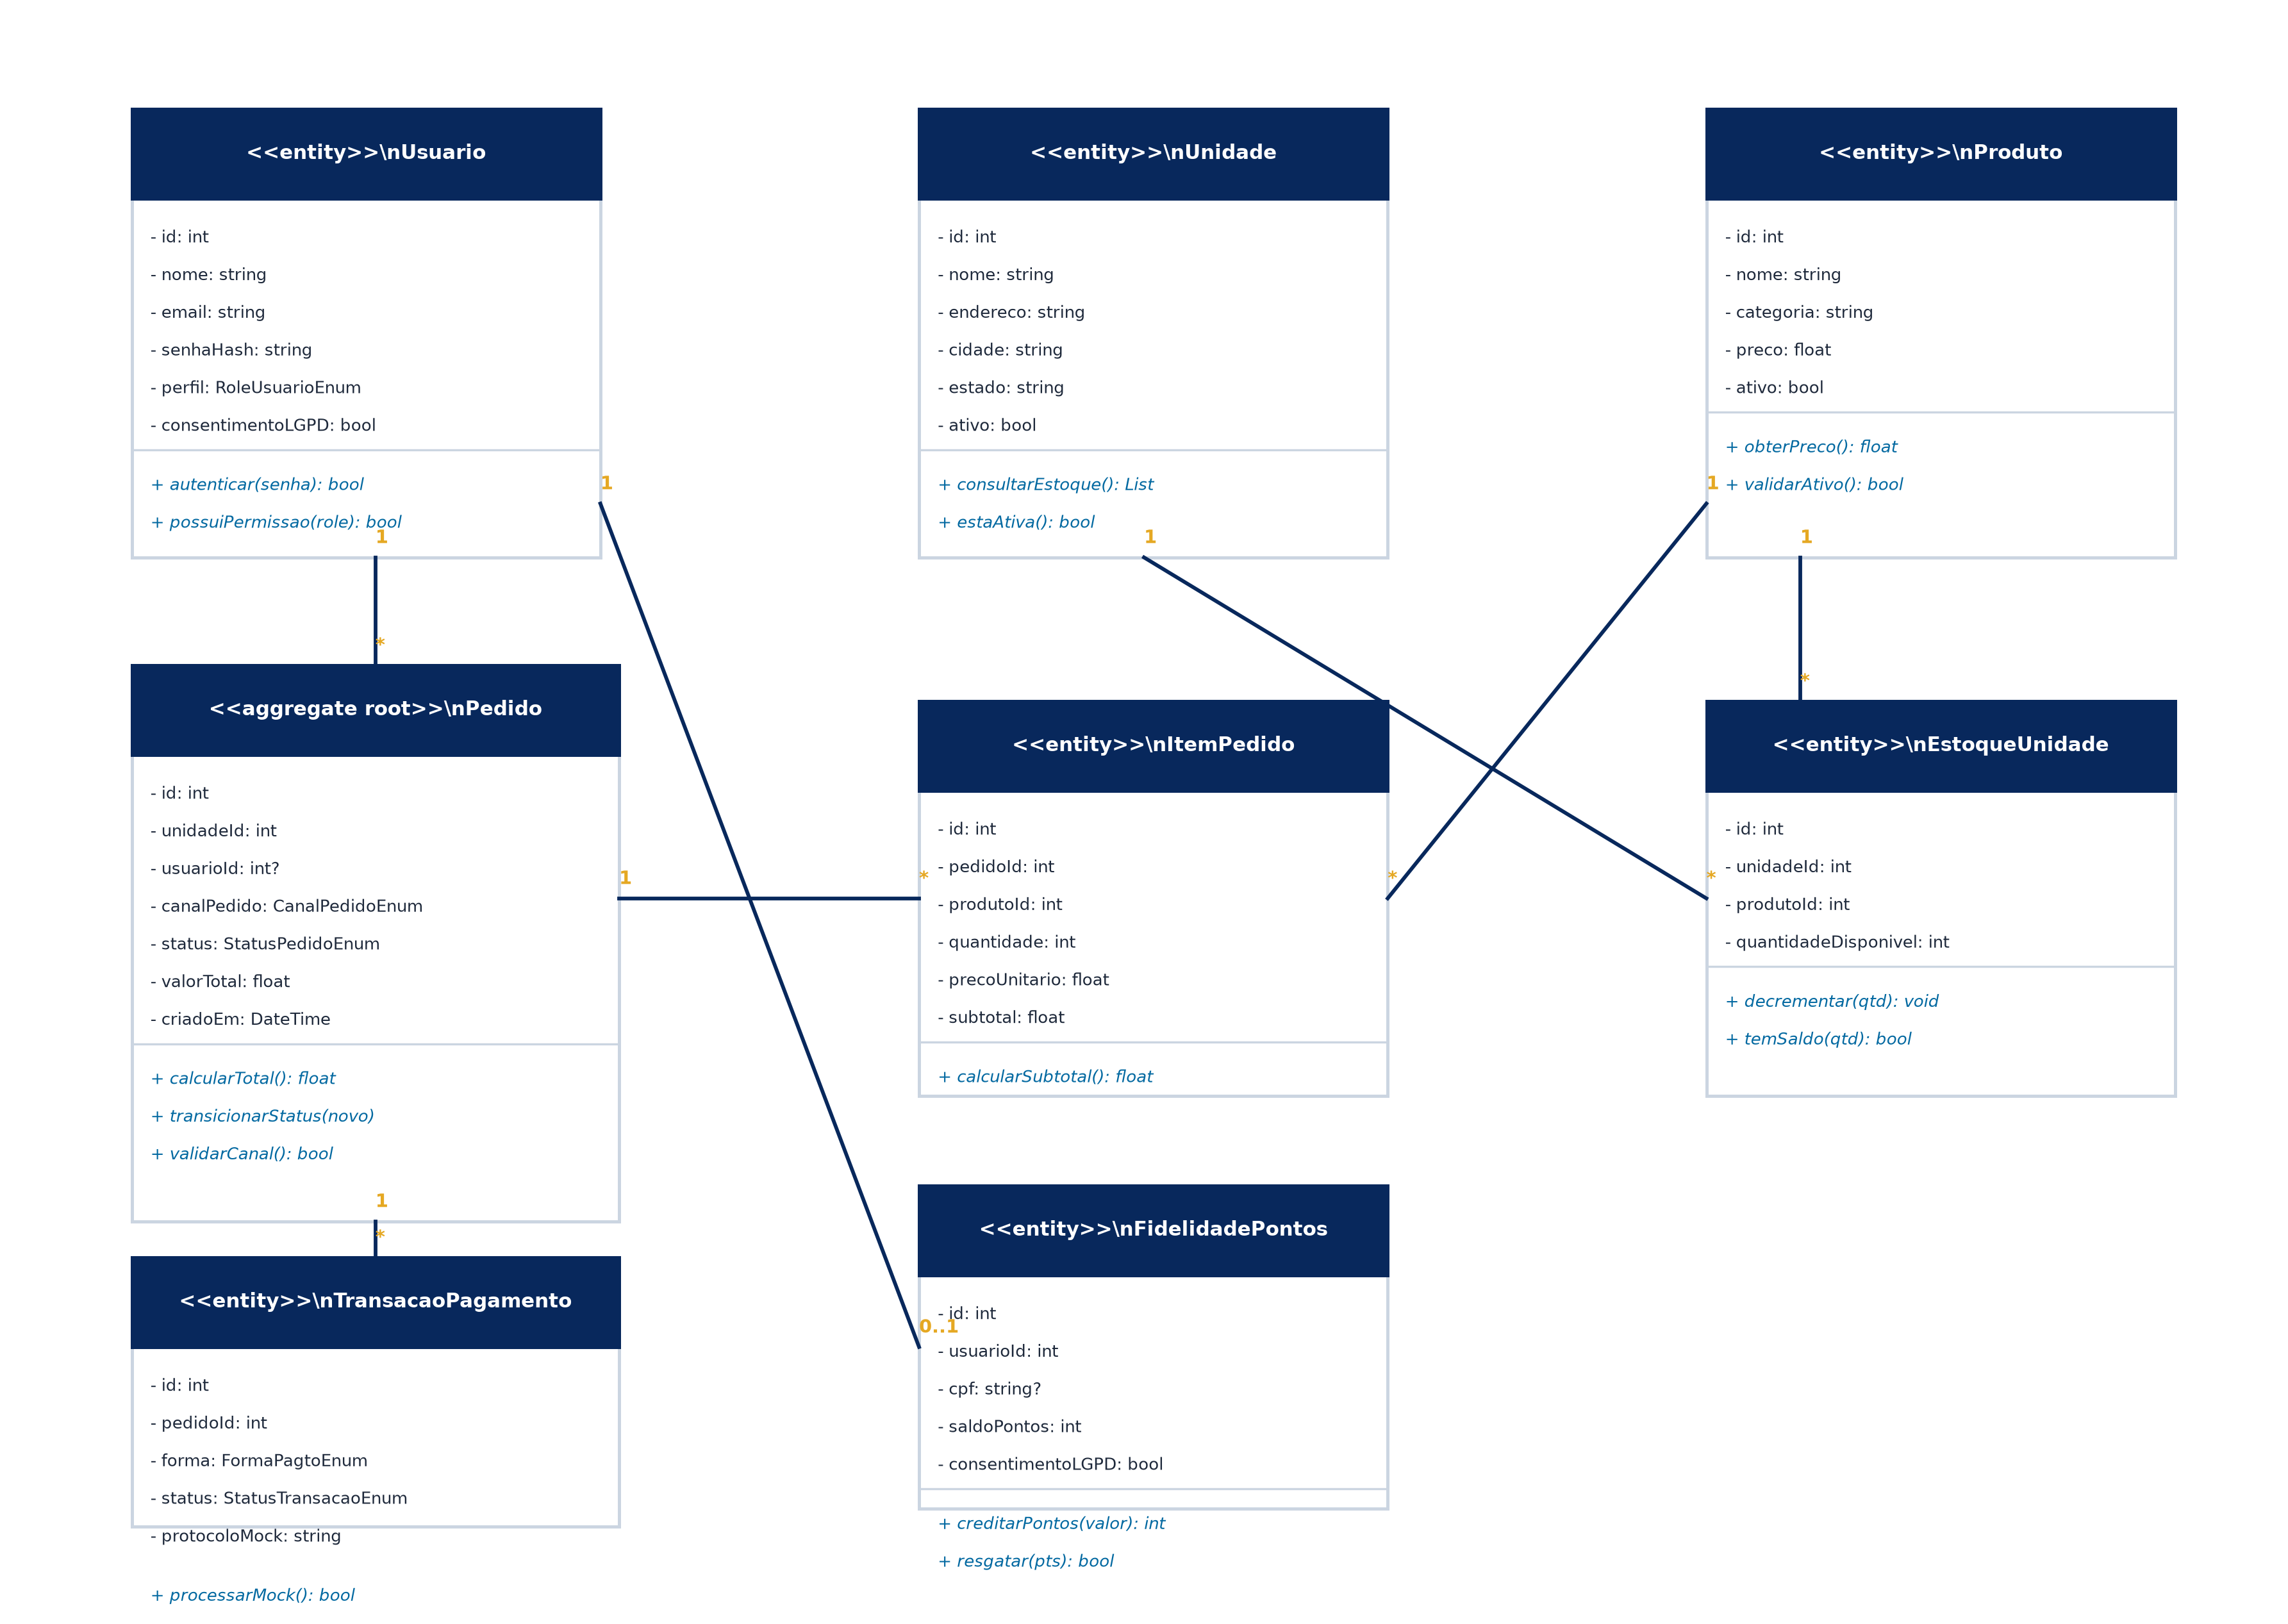 <<entity>>\nUsuario
- id: int
- nome: string
- email: string
- senhaHash: string
- perfil: RoleUsuarioEnum
- consentimentoLGPD: bool
+ autenticar(senha): bool
+ possuiPermissao(role): bool
1
1
<<entity>>\nUnidade
- id: int
- nome: string
- endereco: string
- cidade: string
- estado: string
- ativo: bool
+ consultarEstoque(): List
+ estaAtiva(): bool
1
<<entity>>\nProduto
- id: int
- nome: string
- categoria: string
- preco: float
- ativo: bool
+ obterPreco(): float
+ validarAtivo(): bool
1
1
*
<<aggregate root>>\nPedido
- id: int
- unidadeId: int
- usuarioId: int?
- canalPedido: CanalPedidoEnum
- status: StatusPedidoEnum
- valorTotal: float
- criadoEm: DateTime
+ calcularTotal(): float
+ transicionarStatus(novo)
+ validarCanal(): bool
1
1
*
<<entity>>\nItemPedido
- id: int
- pedidoId: int
- produtoId: int
- quantidade: int
- precoUnitario: float
- subtotal: float
+ calcularSubtotal(): float
*
*
<<entity>>\nEstoqueUnidade
- id: int
- unidadeId: int
- produtoId: int
- quantidadeDisponivel: int
+ decrementar(qtd): void
+ temSaldo(qtd): bool
*
*
<<entity>>\nTransacaoPagamento
- id: int
- pedidoId: int
- forma: FormaPagtoEnum
- status: StatusTransacaoEnum
- protocoloMock: string
+ processarMock(): bool
<<entity>>\nFidelidadePontos
- id: int
0..1
- usuarioId: int
- cpf: string?
- saldoPontos: int
- consentimentoLGPD: bool
+ creditarPontos(valor): int
+ resgatar(pts): bool